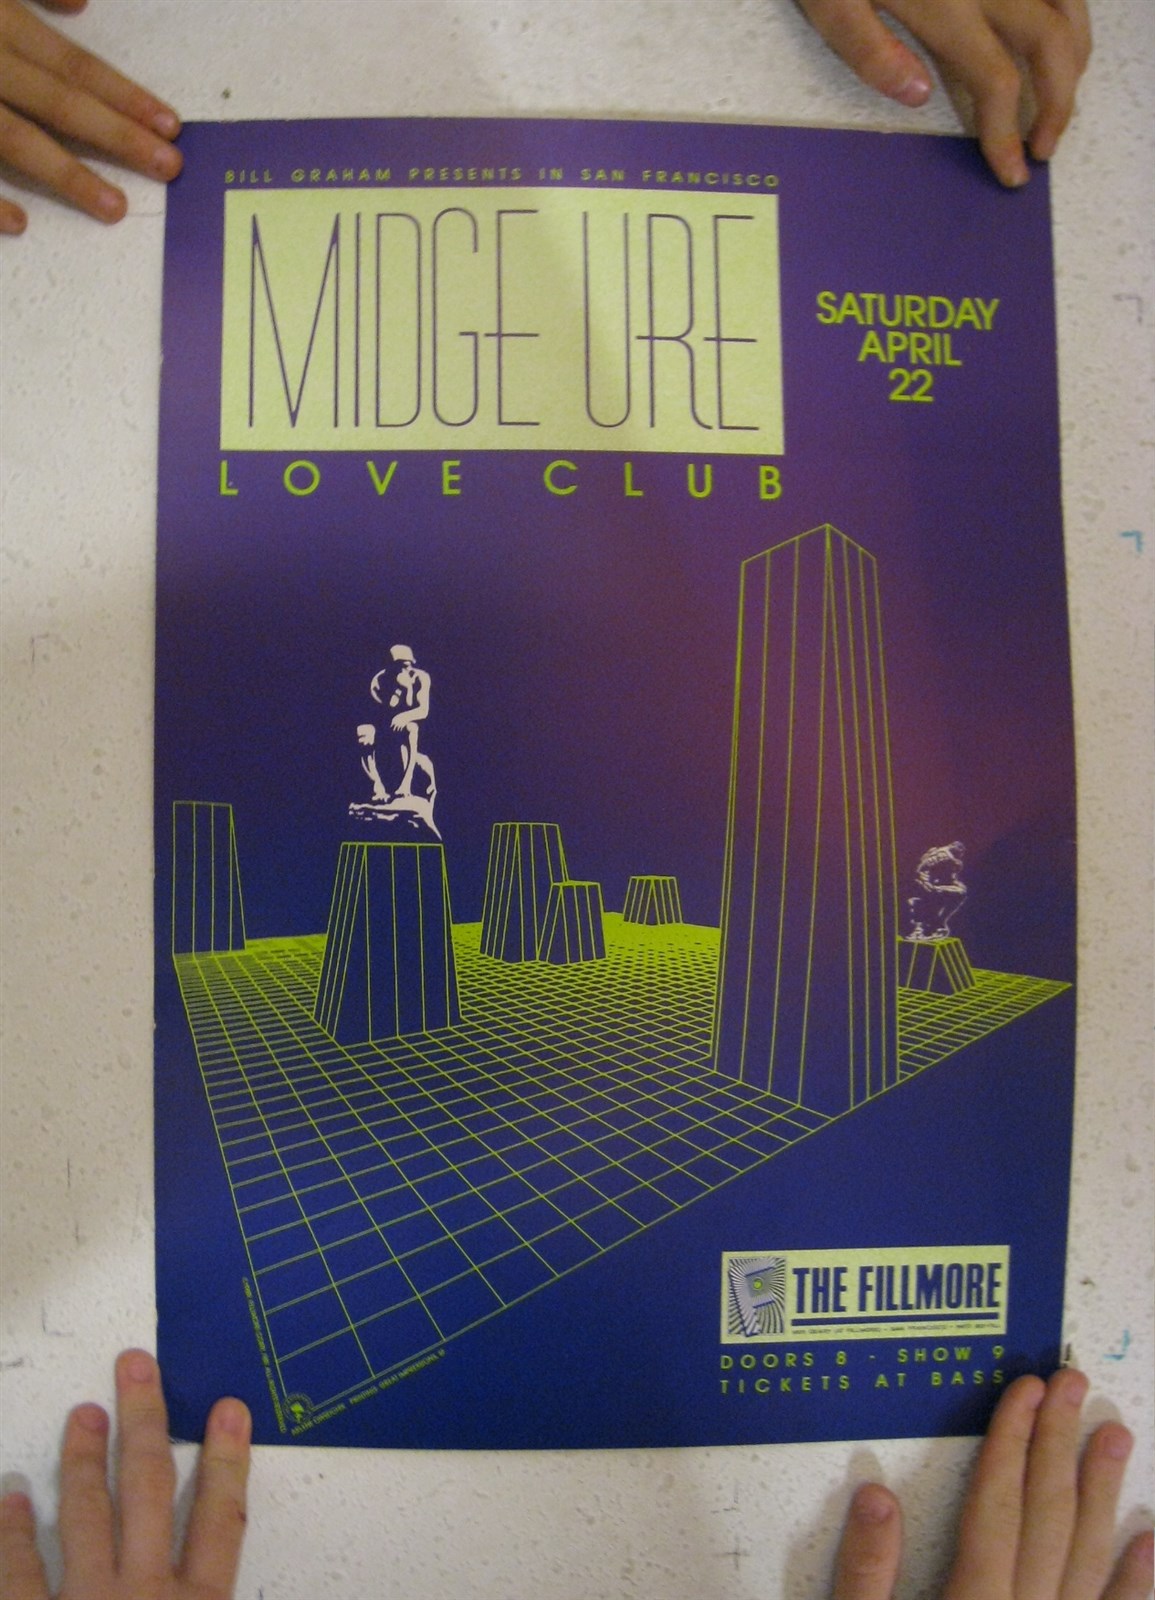 BILL GRAHAM PRESENTS IN SAN FRANCISCO
MIDGE URE
LOVE CLUB
SATURDAY
APRIL
22
THE FILLMORE
DOORS 8 - SHOW 9
TICKETS AT BASS